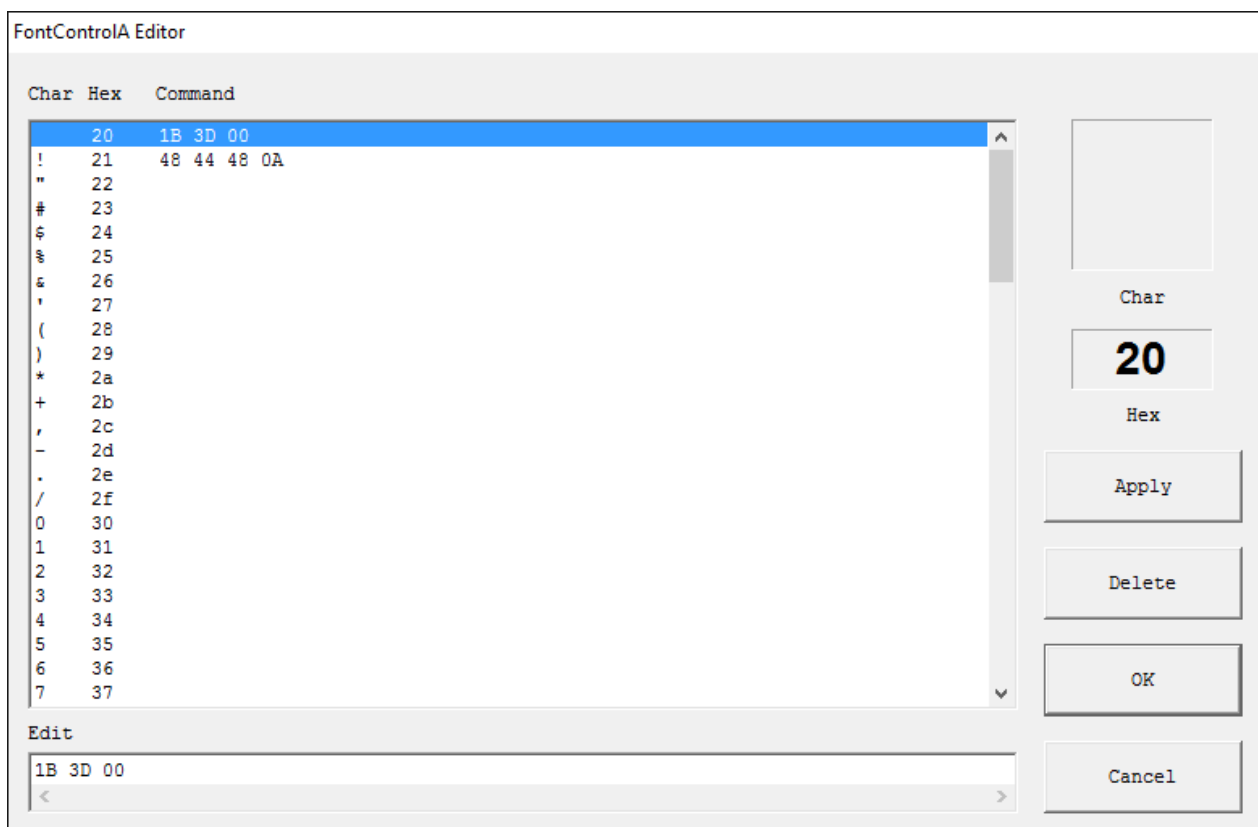 FontControlA Editor
Char Hex Command
20 1B 3D 00
! 21 48 44 48 0A
" 22
# 23
$ 24
% 25
& 26
' 27
( 28
) 29
* 2a
+ 2b
, 2c
- 2d
. 2e
/ 2f
0 30
1 31
2 32
3 33
4 34
5 35
6 36
7 37
Char
20
Hex
Apply
Delete
OK
Cancel
Edit
1B 3D 00